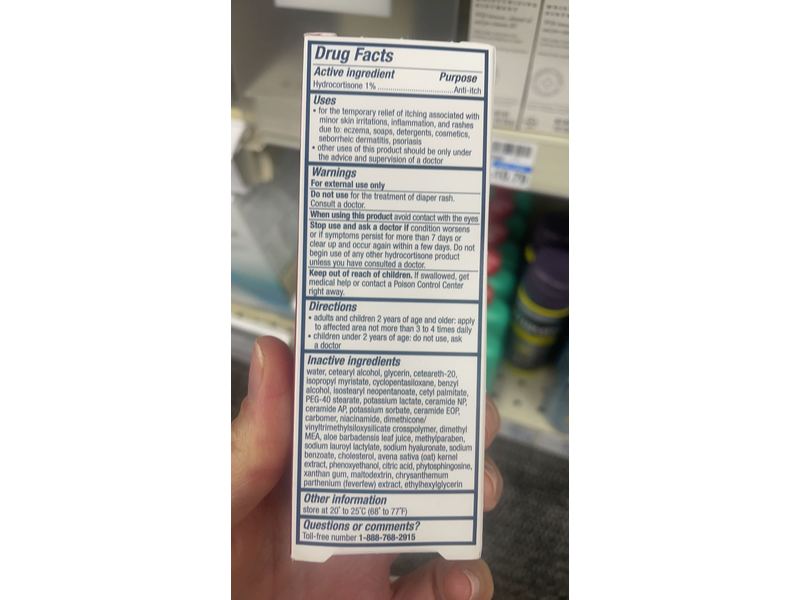 Drug Facts
Active ingredient Purpose
Hydrocortisone 1% ............................Anti-itch
Uses
• for the temporary relief of itching associated with
minor skin irritations, inflammation, and rashes
due to: eczema, soaps, detergents, cosmetics,
seborrheic dermatitis, psoriasis
• other uses of this product should be only under
the advice and supervision of a doctor
Warnings
For external use only
Do not use for the treatment of diaper rash.
Consult a doctor.
When using this product avoid contact with the eyes
Stop use and ask a doctor if condition worsens
or if symptoms persist for more than 7 days or
clear up and occur again within a few days. Do not
begin use of any other hydrocortisone product
unless you have consulted a doctor.
Keep out of reach of children. If swallowed, get
medical help or contact a Poison Control Center
right away.
Directions
• adults and children 2 years of age and older: apply
to affected area not more than 3 to 4 times daily
• children under 2 years of age: do not use, ask
a doctor
Inactive ingredients
water, cetearyl alcohol, glycerin, ceteareth-20,
isopropyl myristate, cyclopentasiloxane, benzyl
alcohol, isostearyl neopentanoate, cetyl palmitate,
PEG-40 stearate, potassium lactate, ceramide NP,
ceramide AP, potassium sorbate, ceramide EOP,
carbomer, niacinamide, dimethicone/
vinyltrimethylsiloxysilicate crosspolymer, dimethyl
MEA, aloe barbadensis leaf juice, methylparaben,
sodium lauroyl lactylate, sodium hyaluronate, sodium
benzoate, cholesterol, avena sativa (oat) kernel
extract, phenoxyethanol, citric acid, phytosphingosine,
xanthan gum, maltodextrin, chrysanthemum
parthenium (feverfew) extract, ethylhexylglycerin
Other information
store at 20° to 25°C (68° to 77°F)
Questions or comments?
Toll-free number 1-888-768-2915